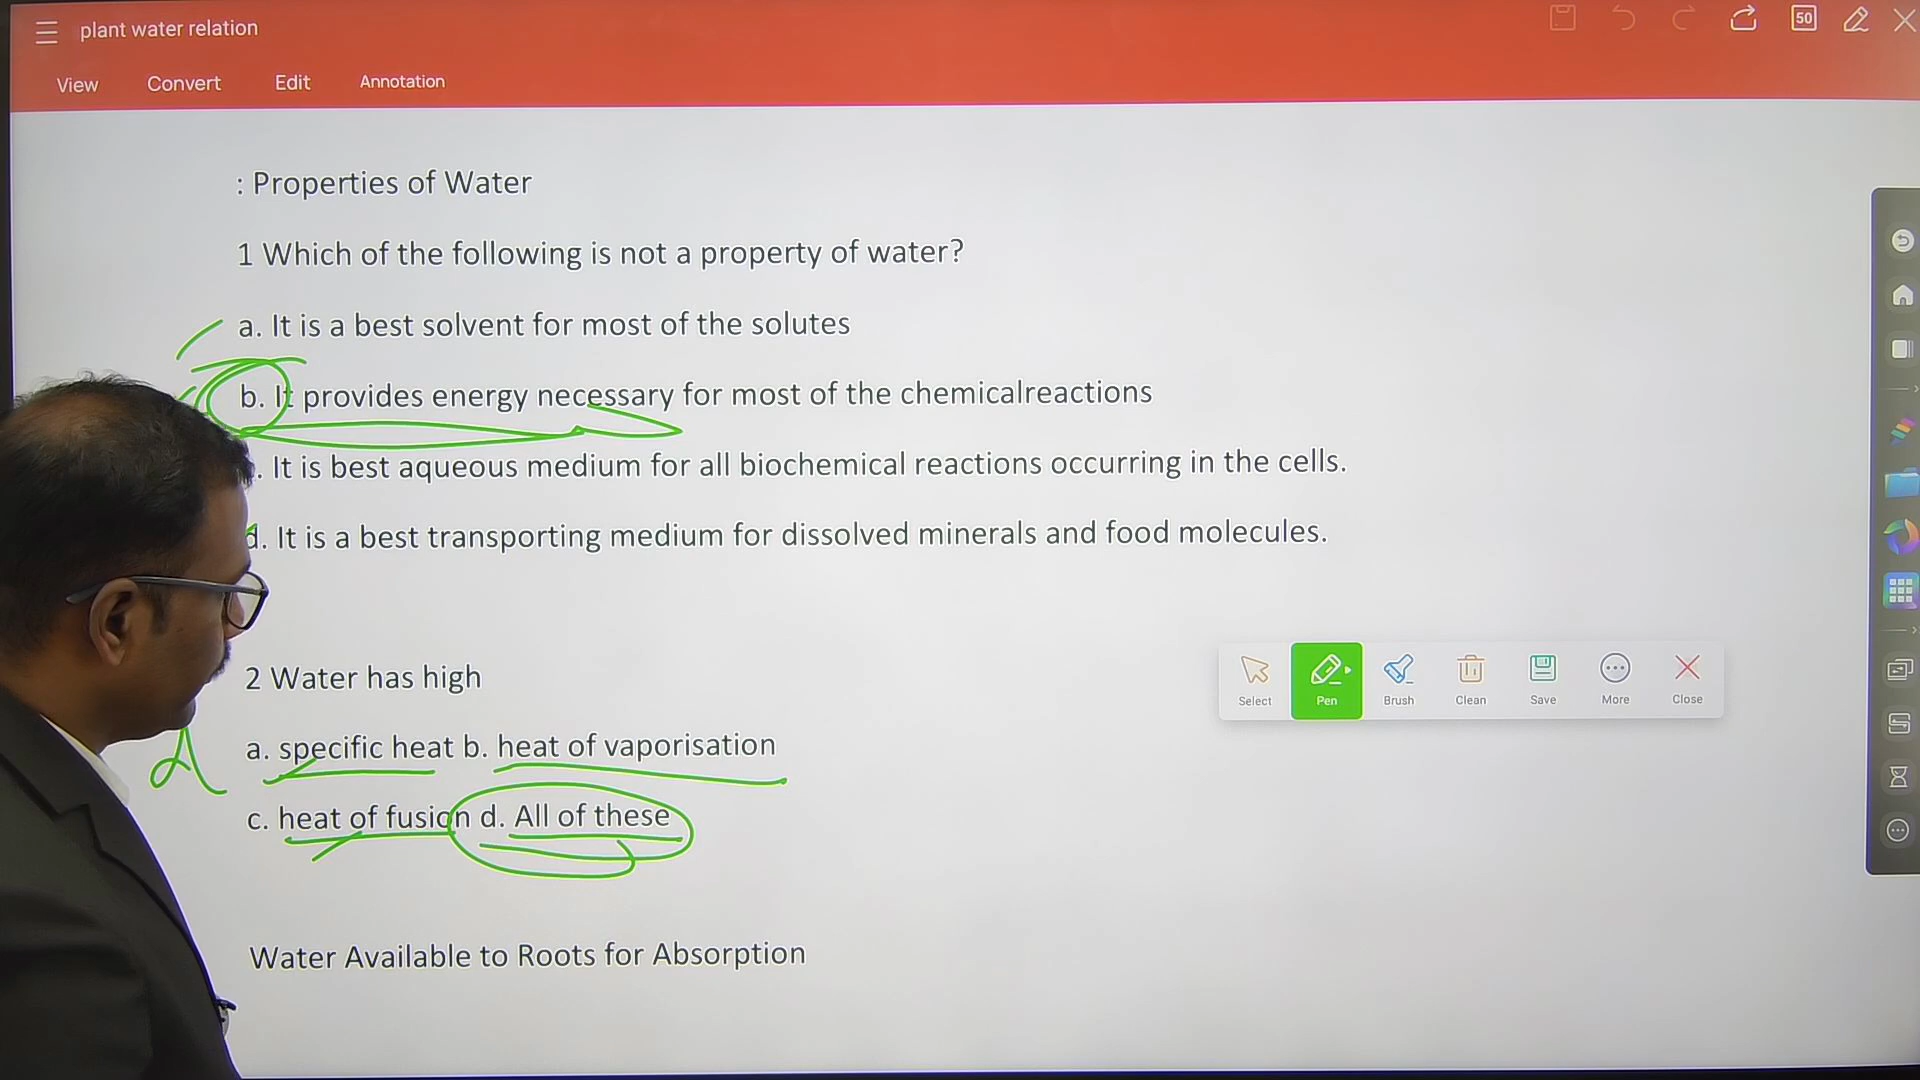 plant water relation
50
View Convert Edit Annotation
: Properties of Water
1 Which of the following is not a property of water?
a. It is a best solvent for most of the solutes
b. It provides energy necessary for most of the chemicalreactions
. It is best aqueous medium for all biochemical reactions occurring in the cells.
d. It is a best transporting medium for dissolved minerals and food molecules.
2 Water has high
a. specific heat b. heat of vaporisation
c. heat of fusion d. All of these
Water Available to Roots for Absorption
Select Pen Brush Clean Save More Close